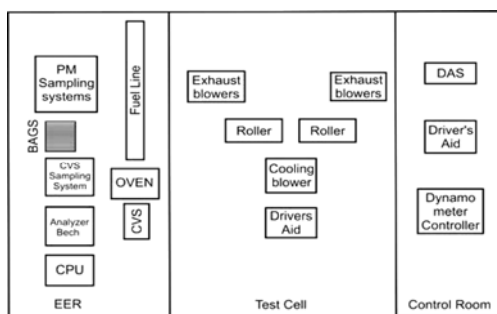 PM
Sampling
systems
BAGS
CVS
Sampling
System
Analyzer
Bech
CPU
EER
Fuel Line
OVEN
CVS
Exhaust
blowers
Exhaust
blowers
Roller
Roller
Cooling
blower
Drivers
Aid
Test Cell
DAS
Driver's
Aid
Dynamo
meter
Controller
Control Room